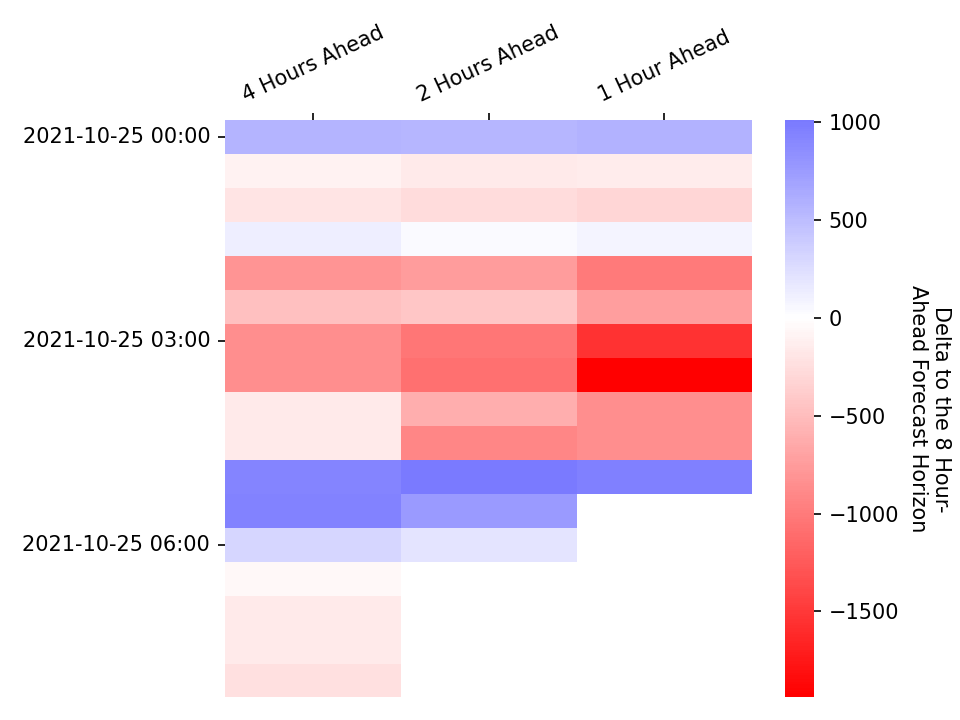 4 Hours Ahead
2 Hours Ahead
1 Hour Ahead
2021-10-25 00:00
2021-10-25 03:00
2021-10-25 06:00
1000
500
0
−500
−1000
−1500
Delta to the 8 Hour-
Ahead Forecast Horizon